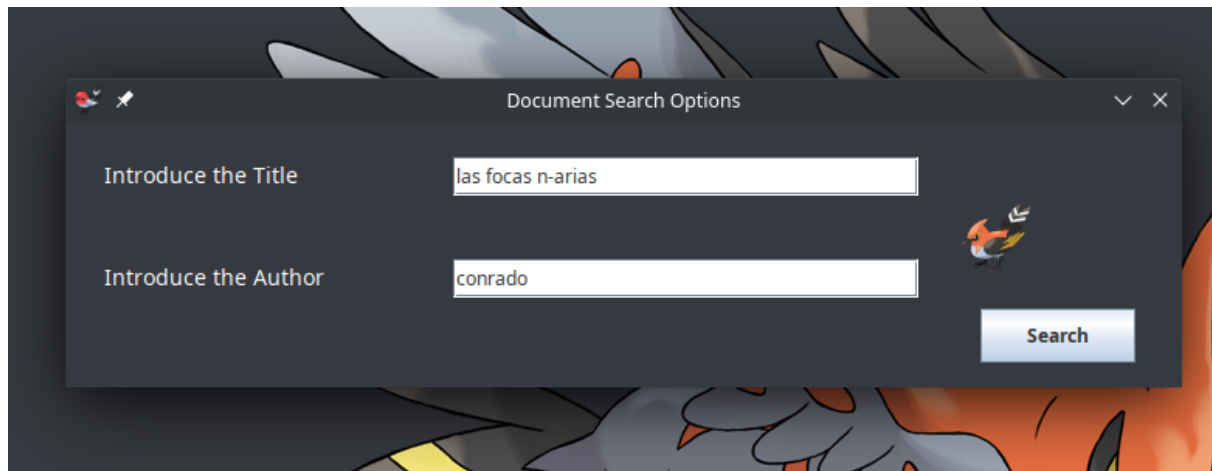 Document Search Options
Introduce the Title
las focas n-arias
Introduce the Author
conrado
Search